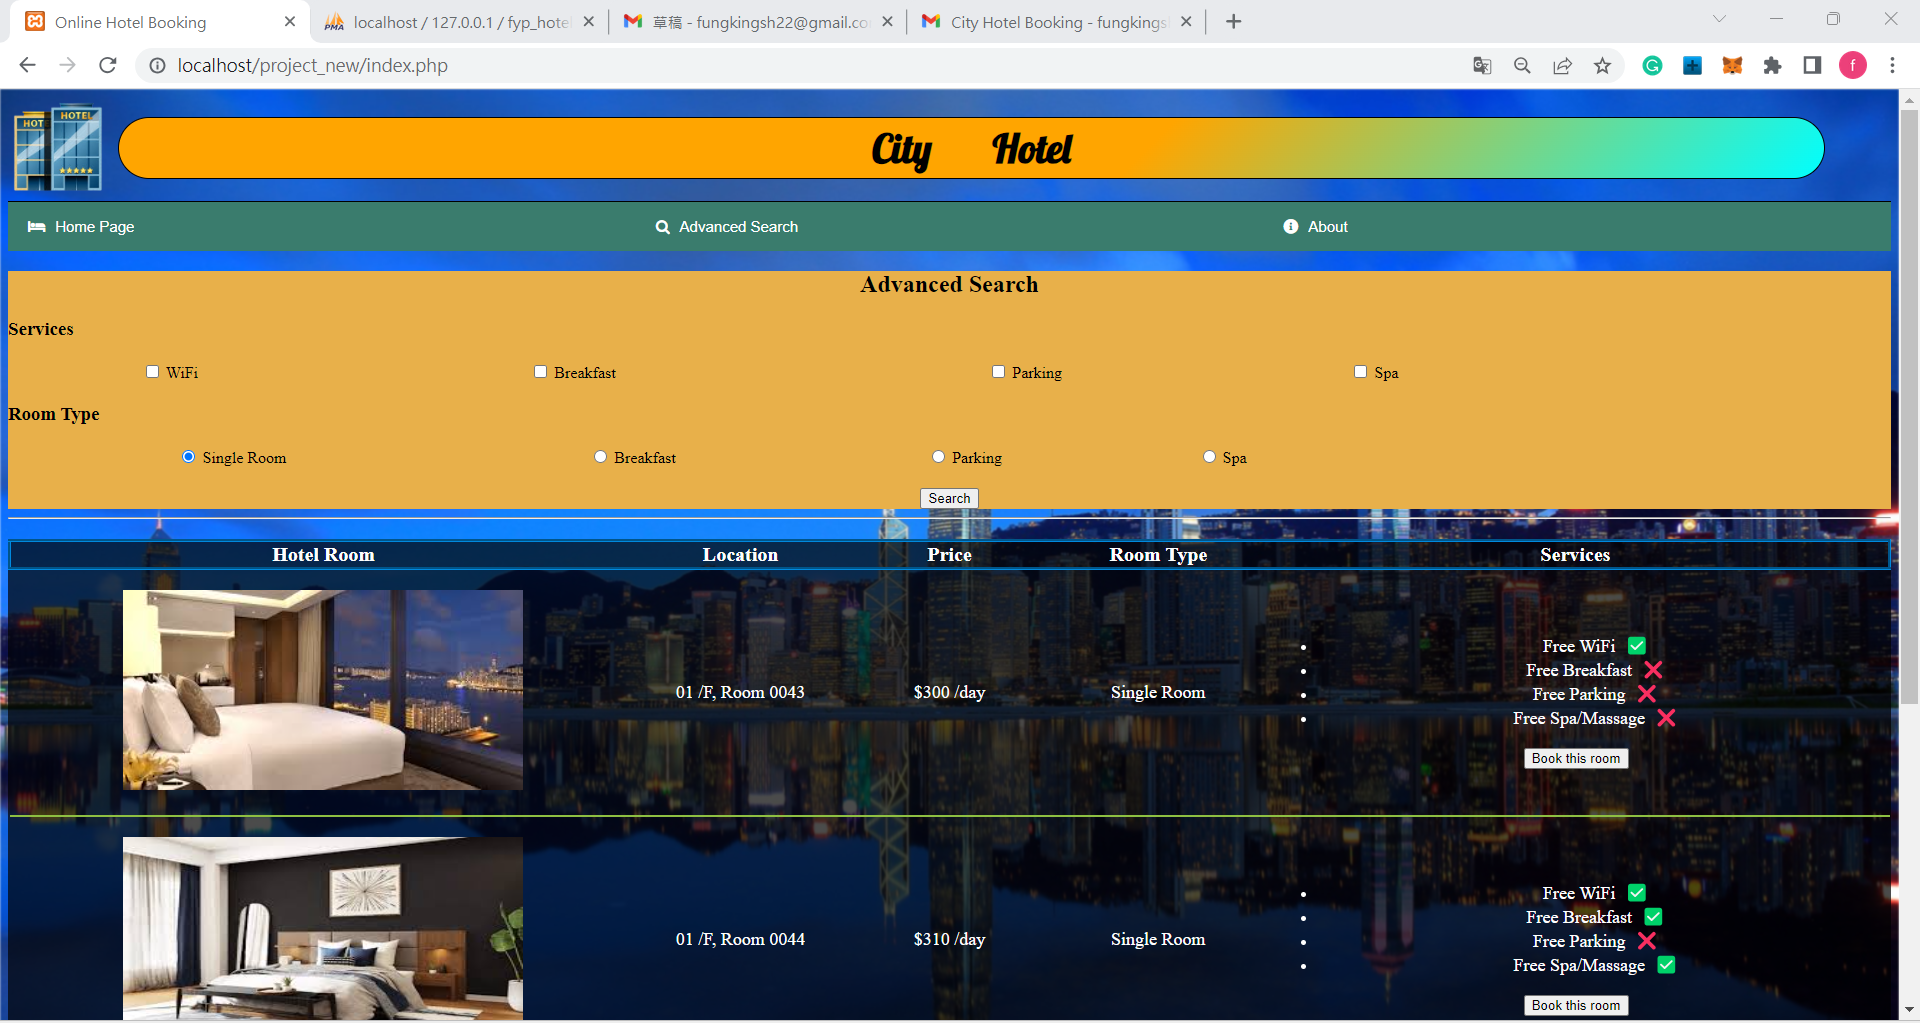 Online Hotel Booking
localhost / 127.0.0.1 / fyp_hotel
草稿 - fungkingsh22@gmail.co
City Hotel Booking - fungkings
localhost/project_new/index.php
f
HOT
HOTEL
City Hotel
Home Page
Advanced Search
About
Advanced Search
Services
WiFi
Breakfast
Parking
Spa
Room Type
Single Room
Breakfast
Parking
Spa
Search
Hotel Room
Location
Price
Room Type
Services
01 /F, Room 0043
$300 /day
Single Room
Free WiFi ✅
Free Breakfast ❌
Free Parking ❌
Free Spa/Massage ❌
Book this room
01 /F, Room 0044
$310 /day
Single Room
Free WiFi ✅
Free Breakfast ✅
Free Parking ❌
Free Spa/Massage ✅
Book this room